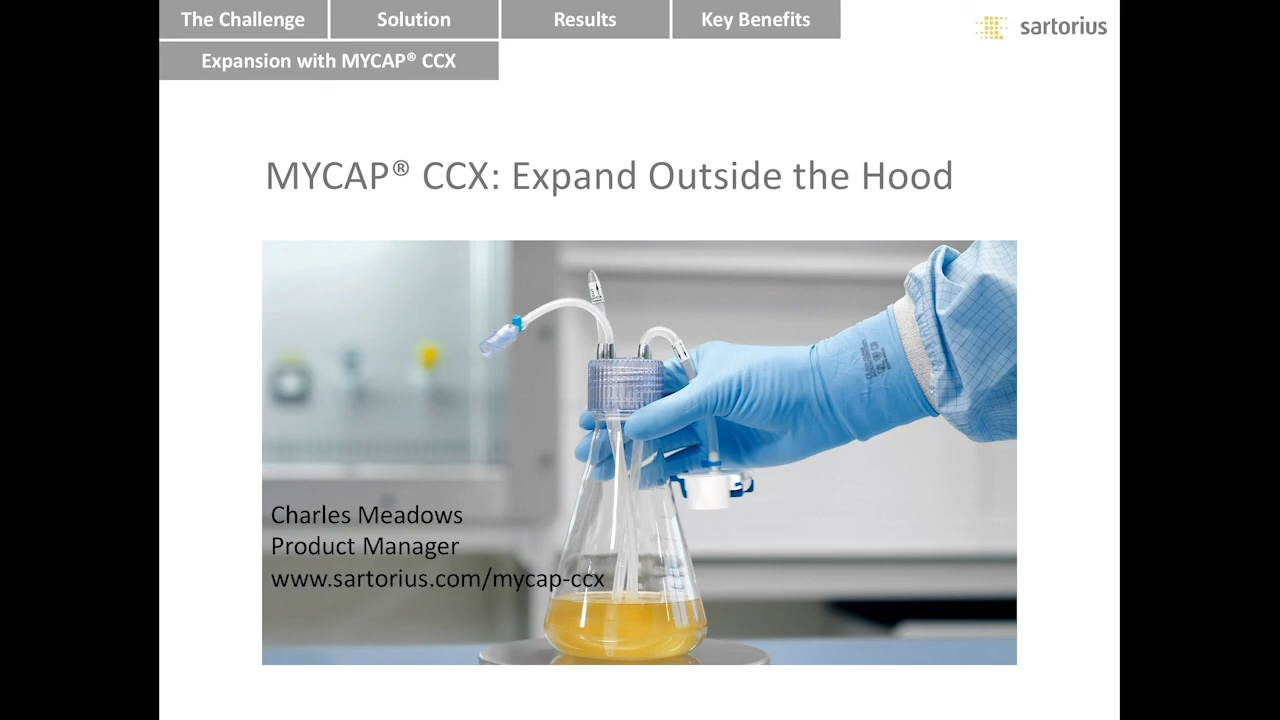 The Challenge
Solution
Results
Key Benefits
sartorius
Expansion with MYCAP® CCX
MYCAP® CCX: Expand Outside the Hood
Charles Meadows
Product Manager
www.sartorius.com/mycap-ccx